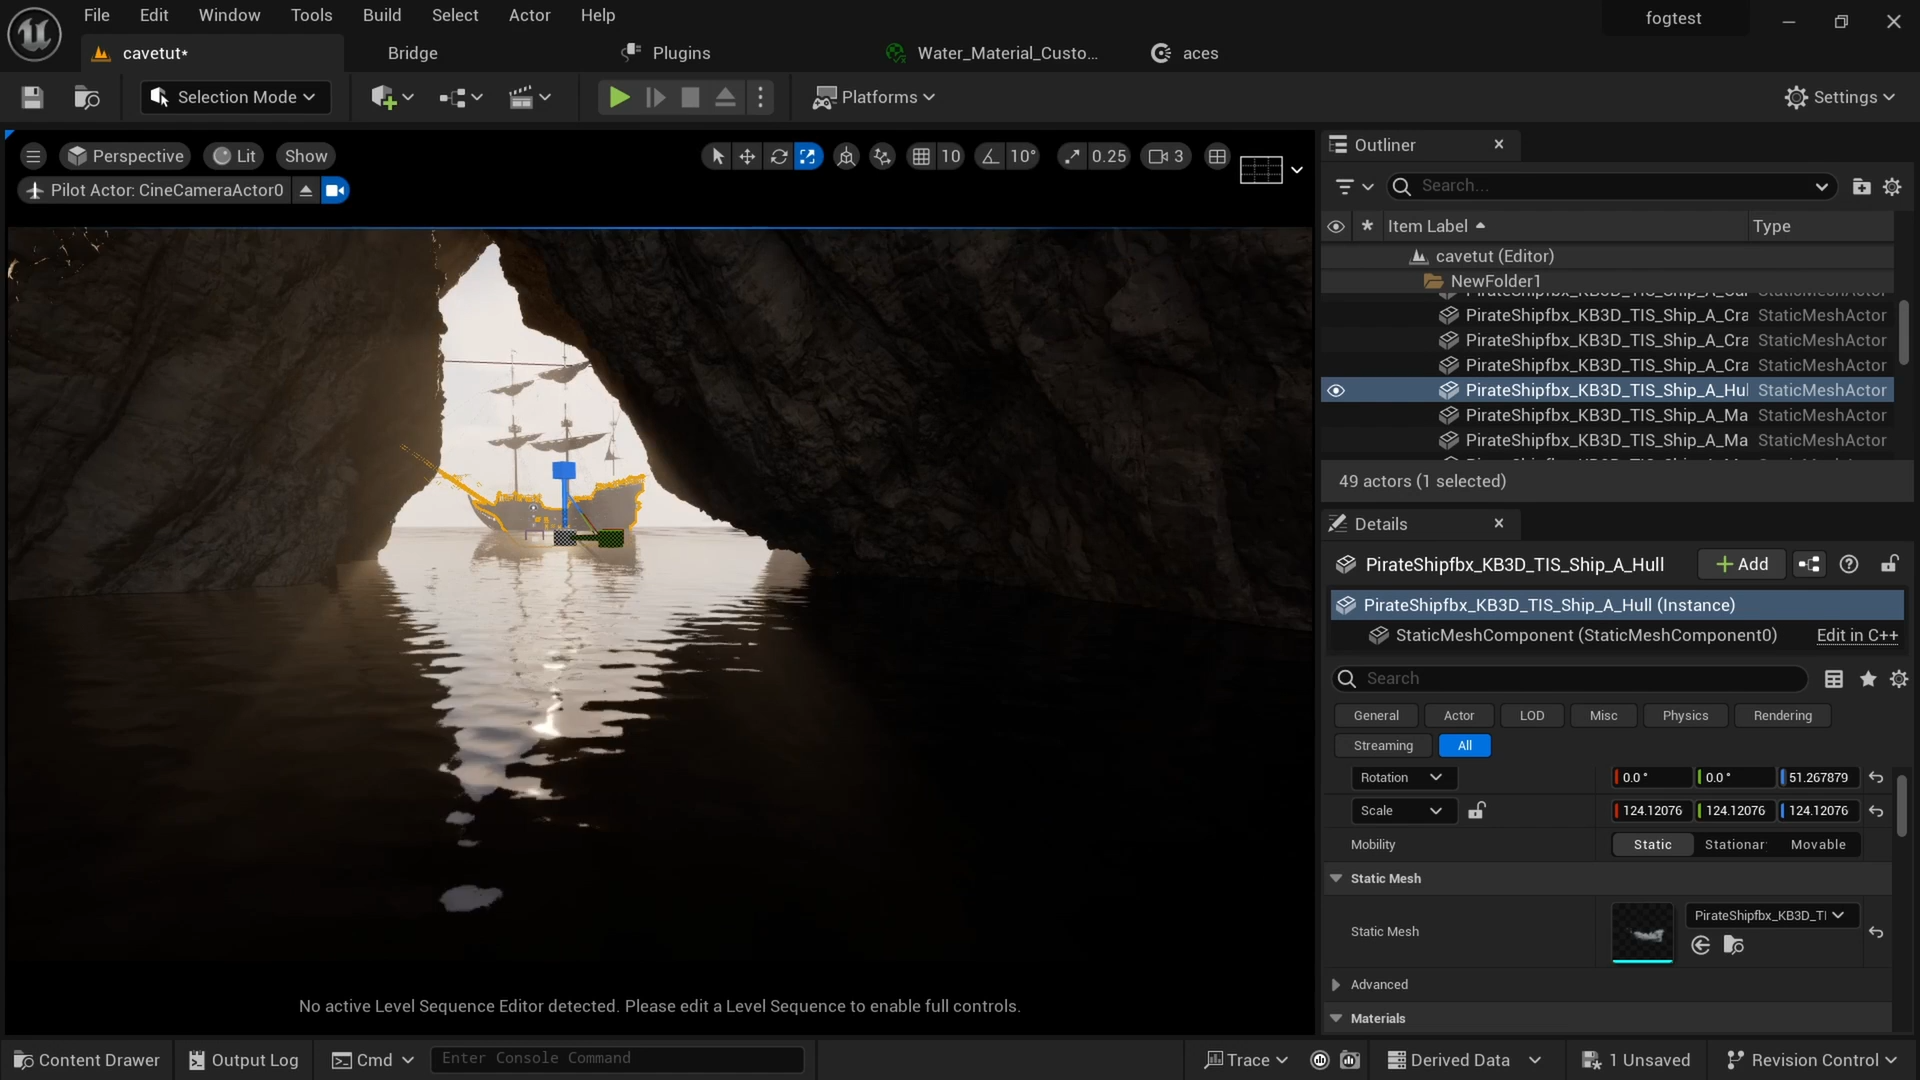 File Edit Window Tools Build Select Actor Help fogtest
cavetut* Bridge Plugins Water_Material_Custo... aces
Selection Mode Platforms Settings
Perspective Lit Show 10 10° 0.25 3
Pilot Actor: CineCameraActor0
No active Level Sequence Editor detected. Please edit a Level Sequence to enable full controls.
Outliner
Search...
Item Label Type
cavetut (Editor)
NewFolder1
PirateShipfbx_KB3D_TIS_Ship_A_Cra StaticMeshActor
PirateShipfbx_KB3D_TIS_Ship_A_Cra StaticMeshActor
PirateShipfbx_KB3D_TIS_Ship_A_Cra StaticMeshActor
PirateShipfbx_KB3D_TIS_Ship_A_Hul StaticMeshActor
PirateShipfbx_KB3D_TIS_Ship_A_Ma StaticMeshActor
PirateShipfbx_KB3D_TIS_Ship_A_Ma StaticMeshActor
49 actors (1 selected)
Details
PirateShipfbx_KB3D_TIS_Ship_A_Hull Add
PirateShipfbx_KB3D_TIS_Ship_A_Hull (Instance)
StaticMeshComponent (StaticMeshComponent0) Edit in C++
Search
General Actor LOD Misc Physics Rendering
Streaming All
Rotation 0.0 ° 0.0 ° 51.267879
Scale 124.12076 124.12076 124.12076
Mobility Static Stationar Movable
Static Mesh
Static Mesh PirateShipfbx_KB3D_TI
Advanced
Materials
Content Drawer Output Log Cmd Enter Console Command Trace Derived Data 1 Unsaved Revision Control